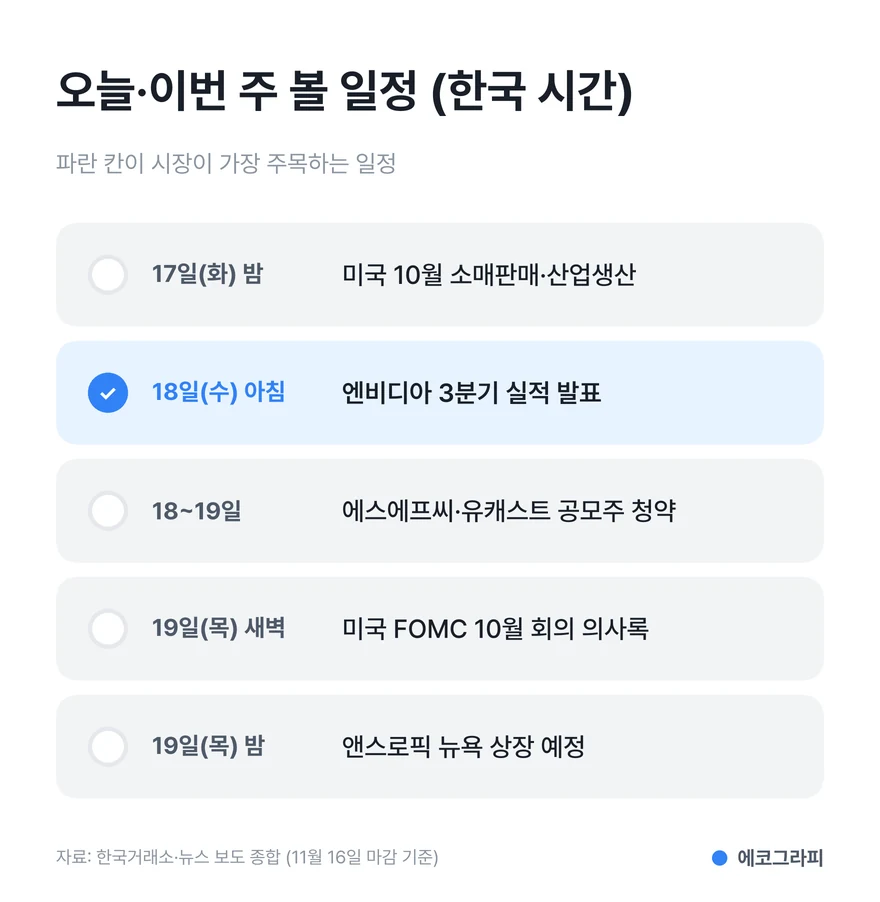 오늘·이번 주 볼 일정 (한국 시간)
파란 칸이 시장이 가장 주목하는 일정
17일(화) 밤 미국 10월 소매판매·산업생산
18일(수) 아침 엔비디아 3분기 실적 발표
18~19일 에스에프씨·유캐스트 공모주 청약
19일(목) 새벽 미국 FOMC 10월 회의 의사록
19일(목) 밤 앤스로픽 뉴욕 상장 예정
자료: 한국거래소·뉴스 보도 종합 (11월 16일 마감 기준) 에코그라피